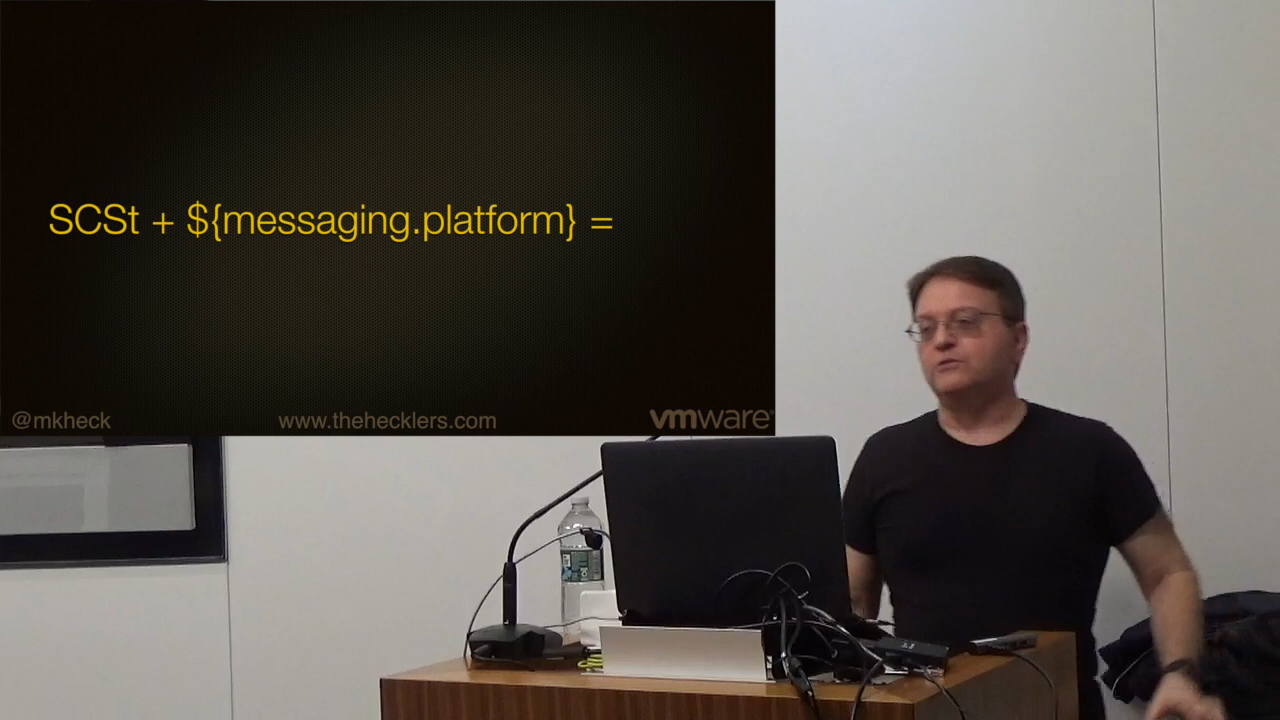 SCSt + ${messaging.platform} =
@mkheck
www.thehecklers.com
vmware